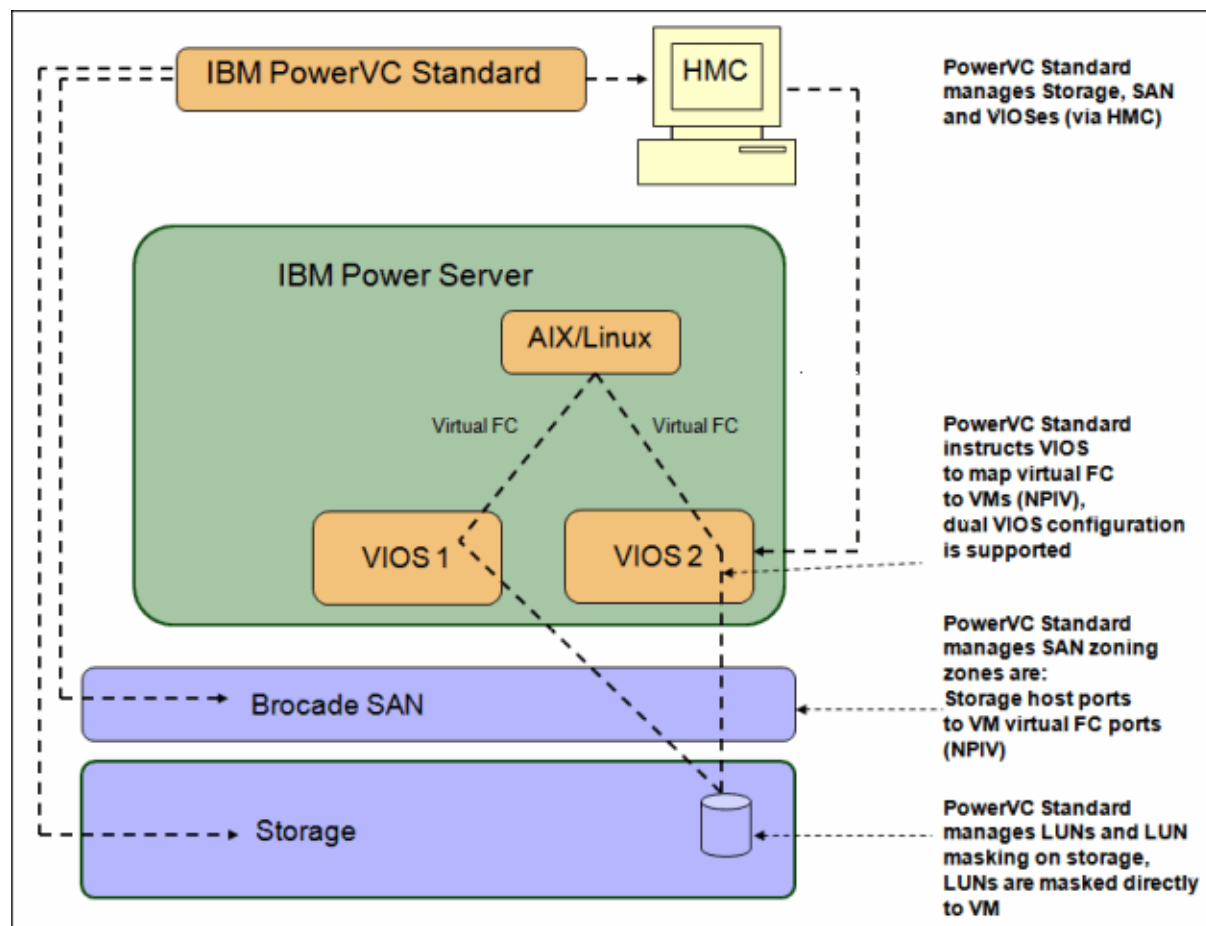 IBM PowerVC Standard
HMC
PowerVC Standard
manages Storage, SAN
and VIOSes (via HMC)
IBM Power Server
AIX/Linux
Virtual FC
Virtual FC
PowerVC Standard
instructs VIOS
to map virtual FC
to VMs (NPIV),
dual VIOS configuration
is supported
VIOS 1
VIOS 2
PowerVC Standard
manages SAN zoning
zones are:
Storage host ports
to VM virtual FC ports
(NPIV)
Brocade SAN
Storage
PowerVC Standard
manages LUNs and LUN
masking on storage,
LUNs are masked directly
to VM